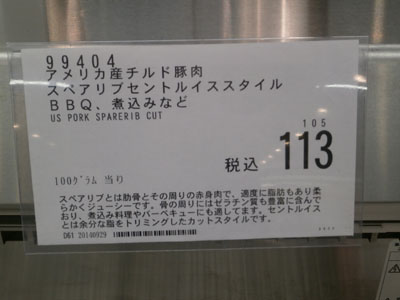 99404
アメリカ産チルド豚肉
スペアリブセントルイススタイル
BBQ、煮込みなど
US PORK SPARERIB CUT
105
税込 113
100グラム 当り
スペアリブとは肋骨とその周りの赤身肉で、適度に脂肪もあり柔
らかくジューシーです。骨の周りにはゼラチン質も豊富に含んで
おり、煮込み料理やバーベキューにも適してます。セントルイス
とは余分な脂をトリミングしたカットスタイルです。
D61 20140929